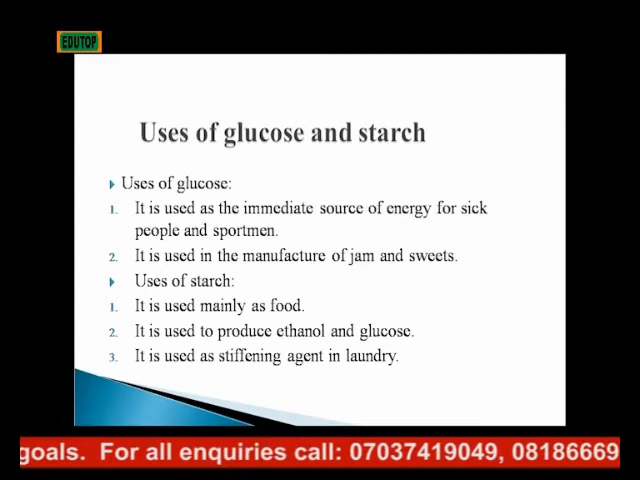 EDUTOP
Uses of glucose and starch
Uses of glucose:
1. It is used as the immediate source of energy for sick
people and sportmen.
2. It is used in the manufacture of jam and sweets.
Uses of starch:
1. It is used mainly as food.
2. It is used to produce ethanol and glucose.
3. It is used as stiffening agent in laundry.
goals. For all enquiries call: 07037419049, 08186669